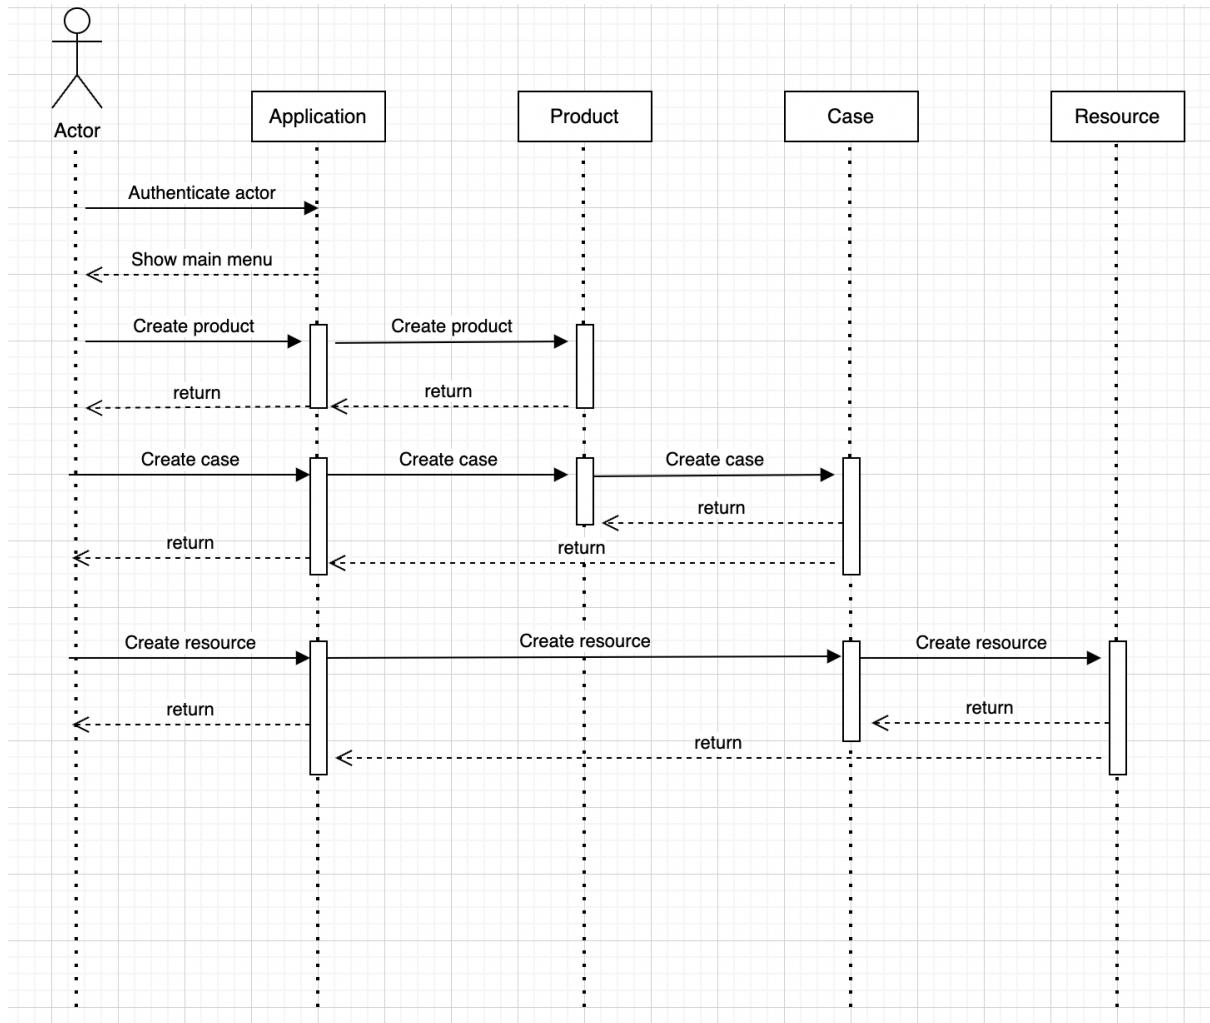 Actor
Application
Product
Case
Resource
Authenticate actor
Show main menu
Create product
Create product
return
return
Create case
Create case
Create case
return
return
return
Create resource
Create resource
Create resource
return
return
return